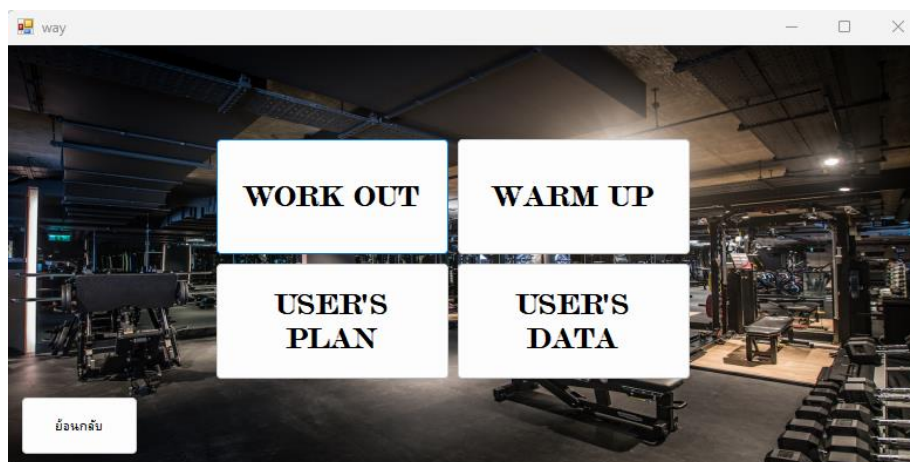 way
WORK OUT
WARM UP
USER'S
PLAN
USER'S
DATA
ย้อนกลับ